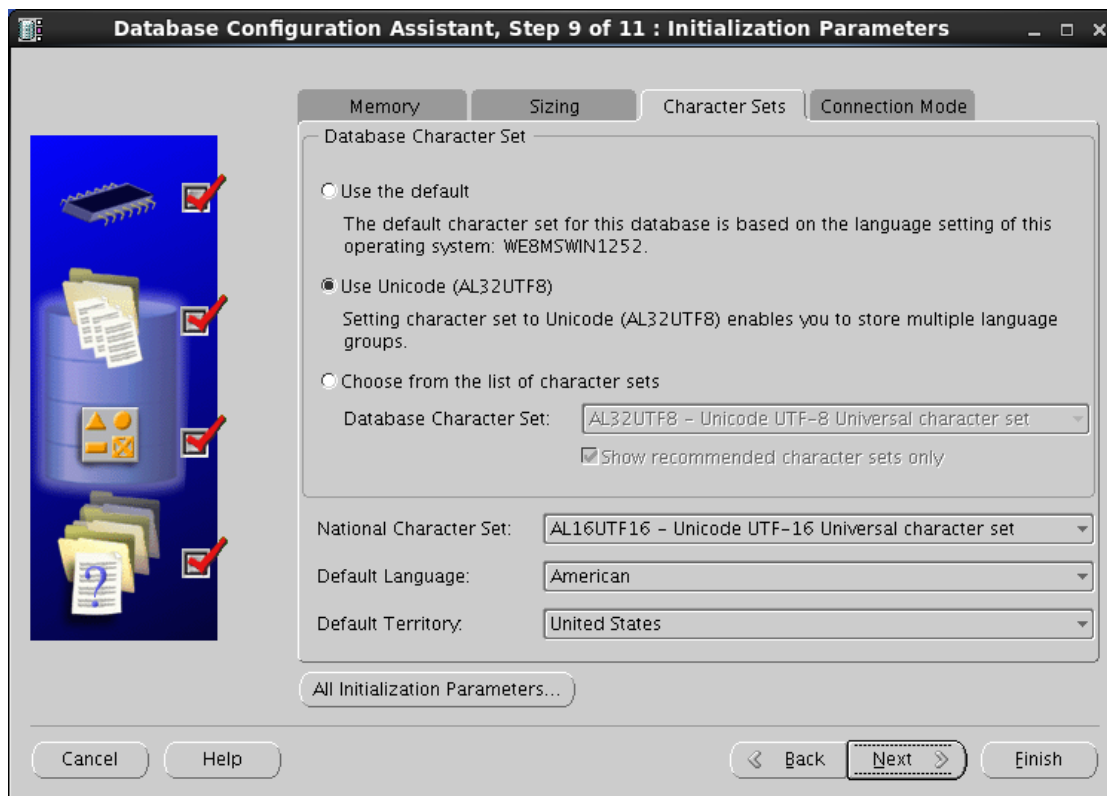 Database Configuration Assistant, Step 9 of 11 : Initialization Parameters
Memory
Sizing
Character Sets
Connection Mode
Database Character Set
Use the default
The default character set for this database is based on the language setting of this
operating system: WE8MSWIN1252.
Use Unicode (AL32UTF8)
Setting character set to Unicode (AL32UTF8) enables you to store multiple language
groups.
Choose from the list of character sets
Database Character Set:
AL32UTF8 - Unicode UTF-8 Universal character set
Show recommended character sets only
National Character Set:
AL16UTF16 - Unicode UTF-16 Universal character set
Default Language:
American
Default Territory:
United States
?
All Initialization Parameters...
Cancel
Help
Back
Next
Finish